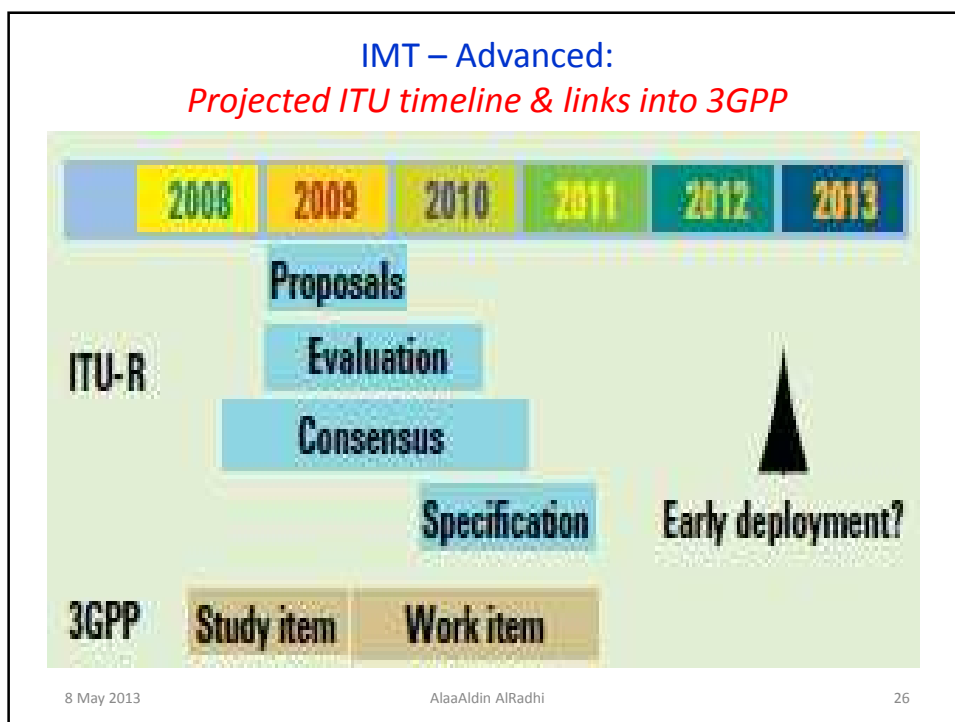 IMT – Advanced:
Projected ITU timeline & links into 3GPP
2008 2009 2010 2011 2012 2013
Proposals
ITU-R
Evaluation
Consensus
Specification
Early deployment?
3GPP
Study item
Work item
8 May 2013
AlaaAldin AlRadhi
26